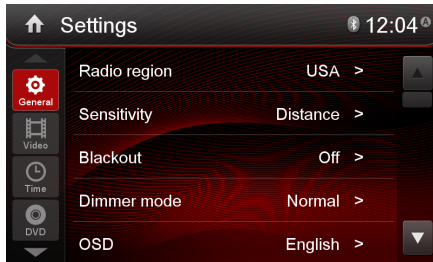 Settings
12:04 A
General
Video
Time
DVD
Radio region USA >
Sensitivity Distance >
Blackout Off >
Dimmer mode Normal >
OSD English >